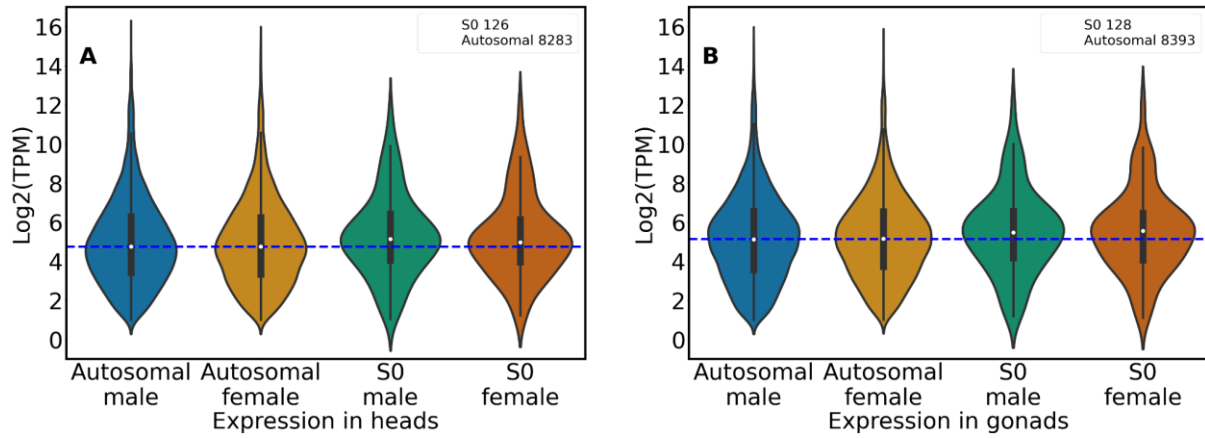 A
S0 126
Autosomal 8283
Log2(TPM)
16
14
12
10
8
6
4
2
0
Autosomal male
Autosomal female
S0 male
S0 female
Expression in heads
B
S0 128
Autosomal 8393
Log2(TPM)
16
14
12
10
8
6
4
2
0
Autosomal male
Autosomal female
S0 male
S0 female
Expression in gonads